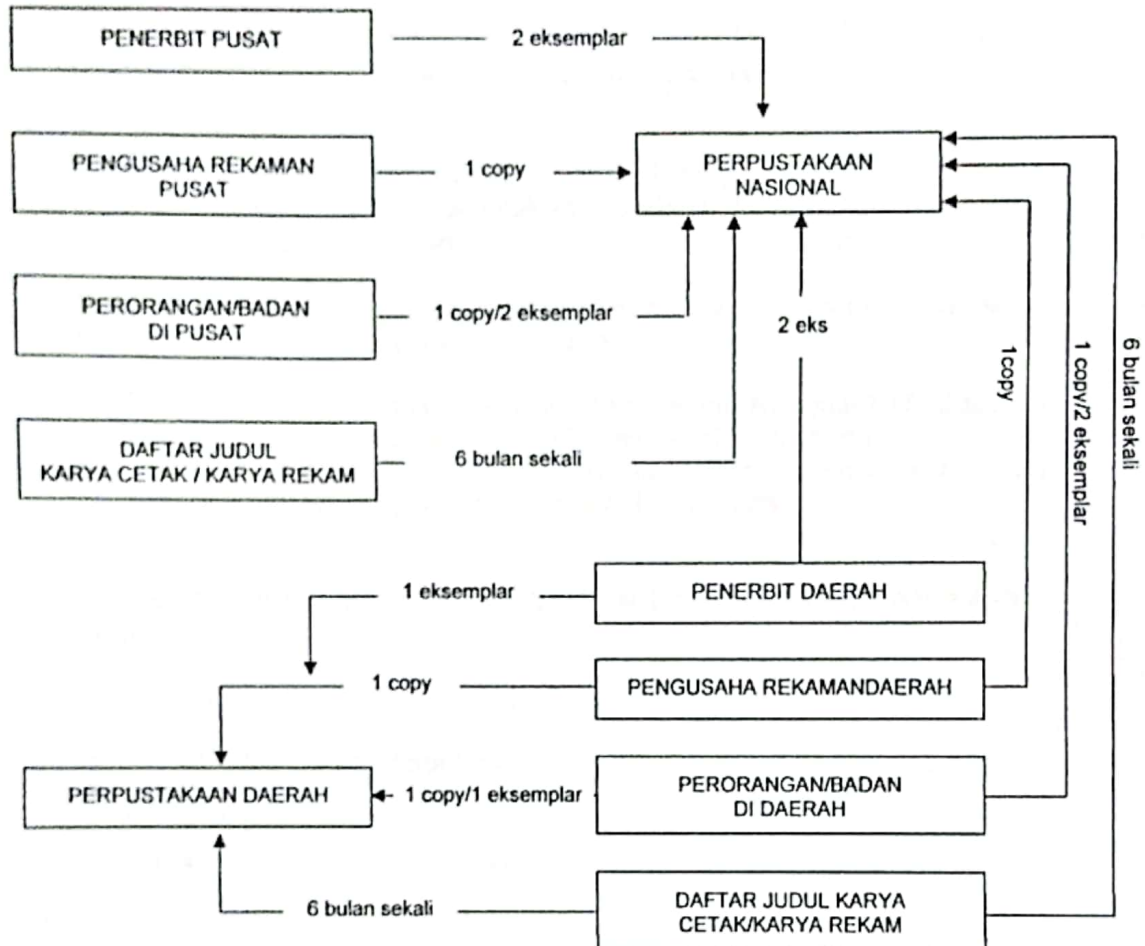 PENERBIT PUSAT
2 eksemplar
PENGUSAHA REKAMAN
PUSAT
1 copy
PERPUSTAKAAN
NASIONAL
PERORANGAN/BADAN
DI PUSAT
1 copy/2 eksemplar
2 eks
1copy
1 copy/2 eksemplar
6 bulan sekali
DAFTAR JUDUL
KARYA CETAK / KARYA REKAM
6 bulan sekali
1 eksemplar
PENERBIT DAERAH
1 copy
PENGUSAHA REKAMANDAERAH
PERPUSTAKAAN DAERAH
1 copy/1 eksemplar
PERORANGAN/BADAN
DI DAERAH
6 bulan sekali
DAFTAR JUDUL KARYA
CETAK/KARYA REKAM